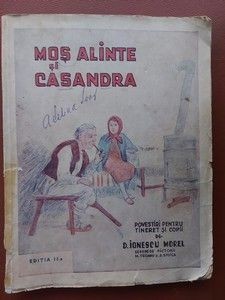 MOȘ ALINTE
și
CASANDRA
POVESTIRI PENTRU
TINERET ȘI COPII
DE
D. IONESCU MOREL
EDITIA II-a